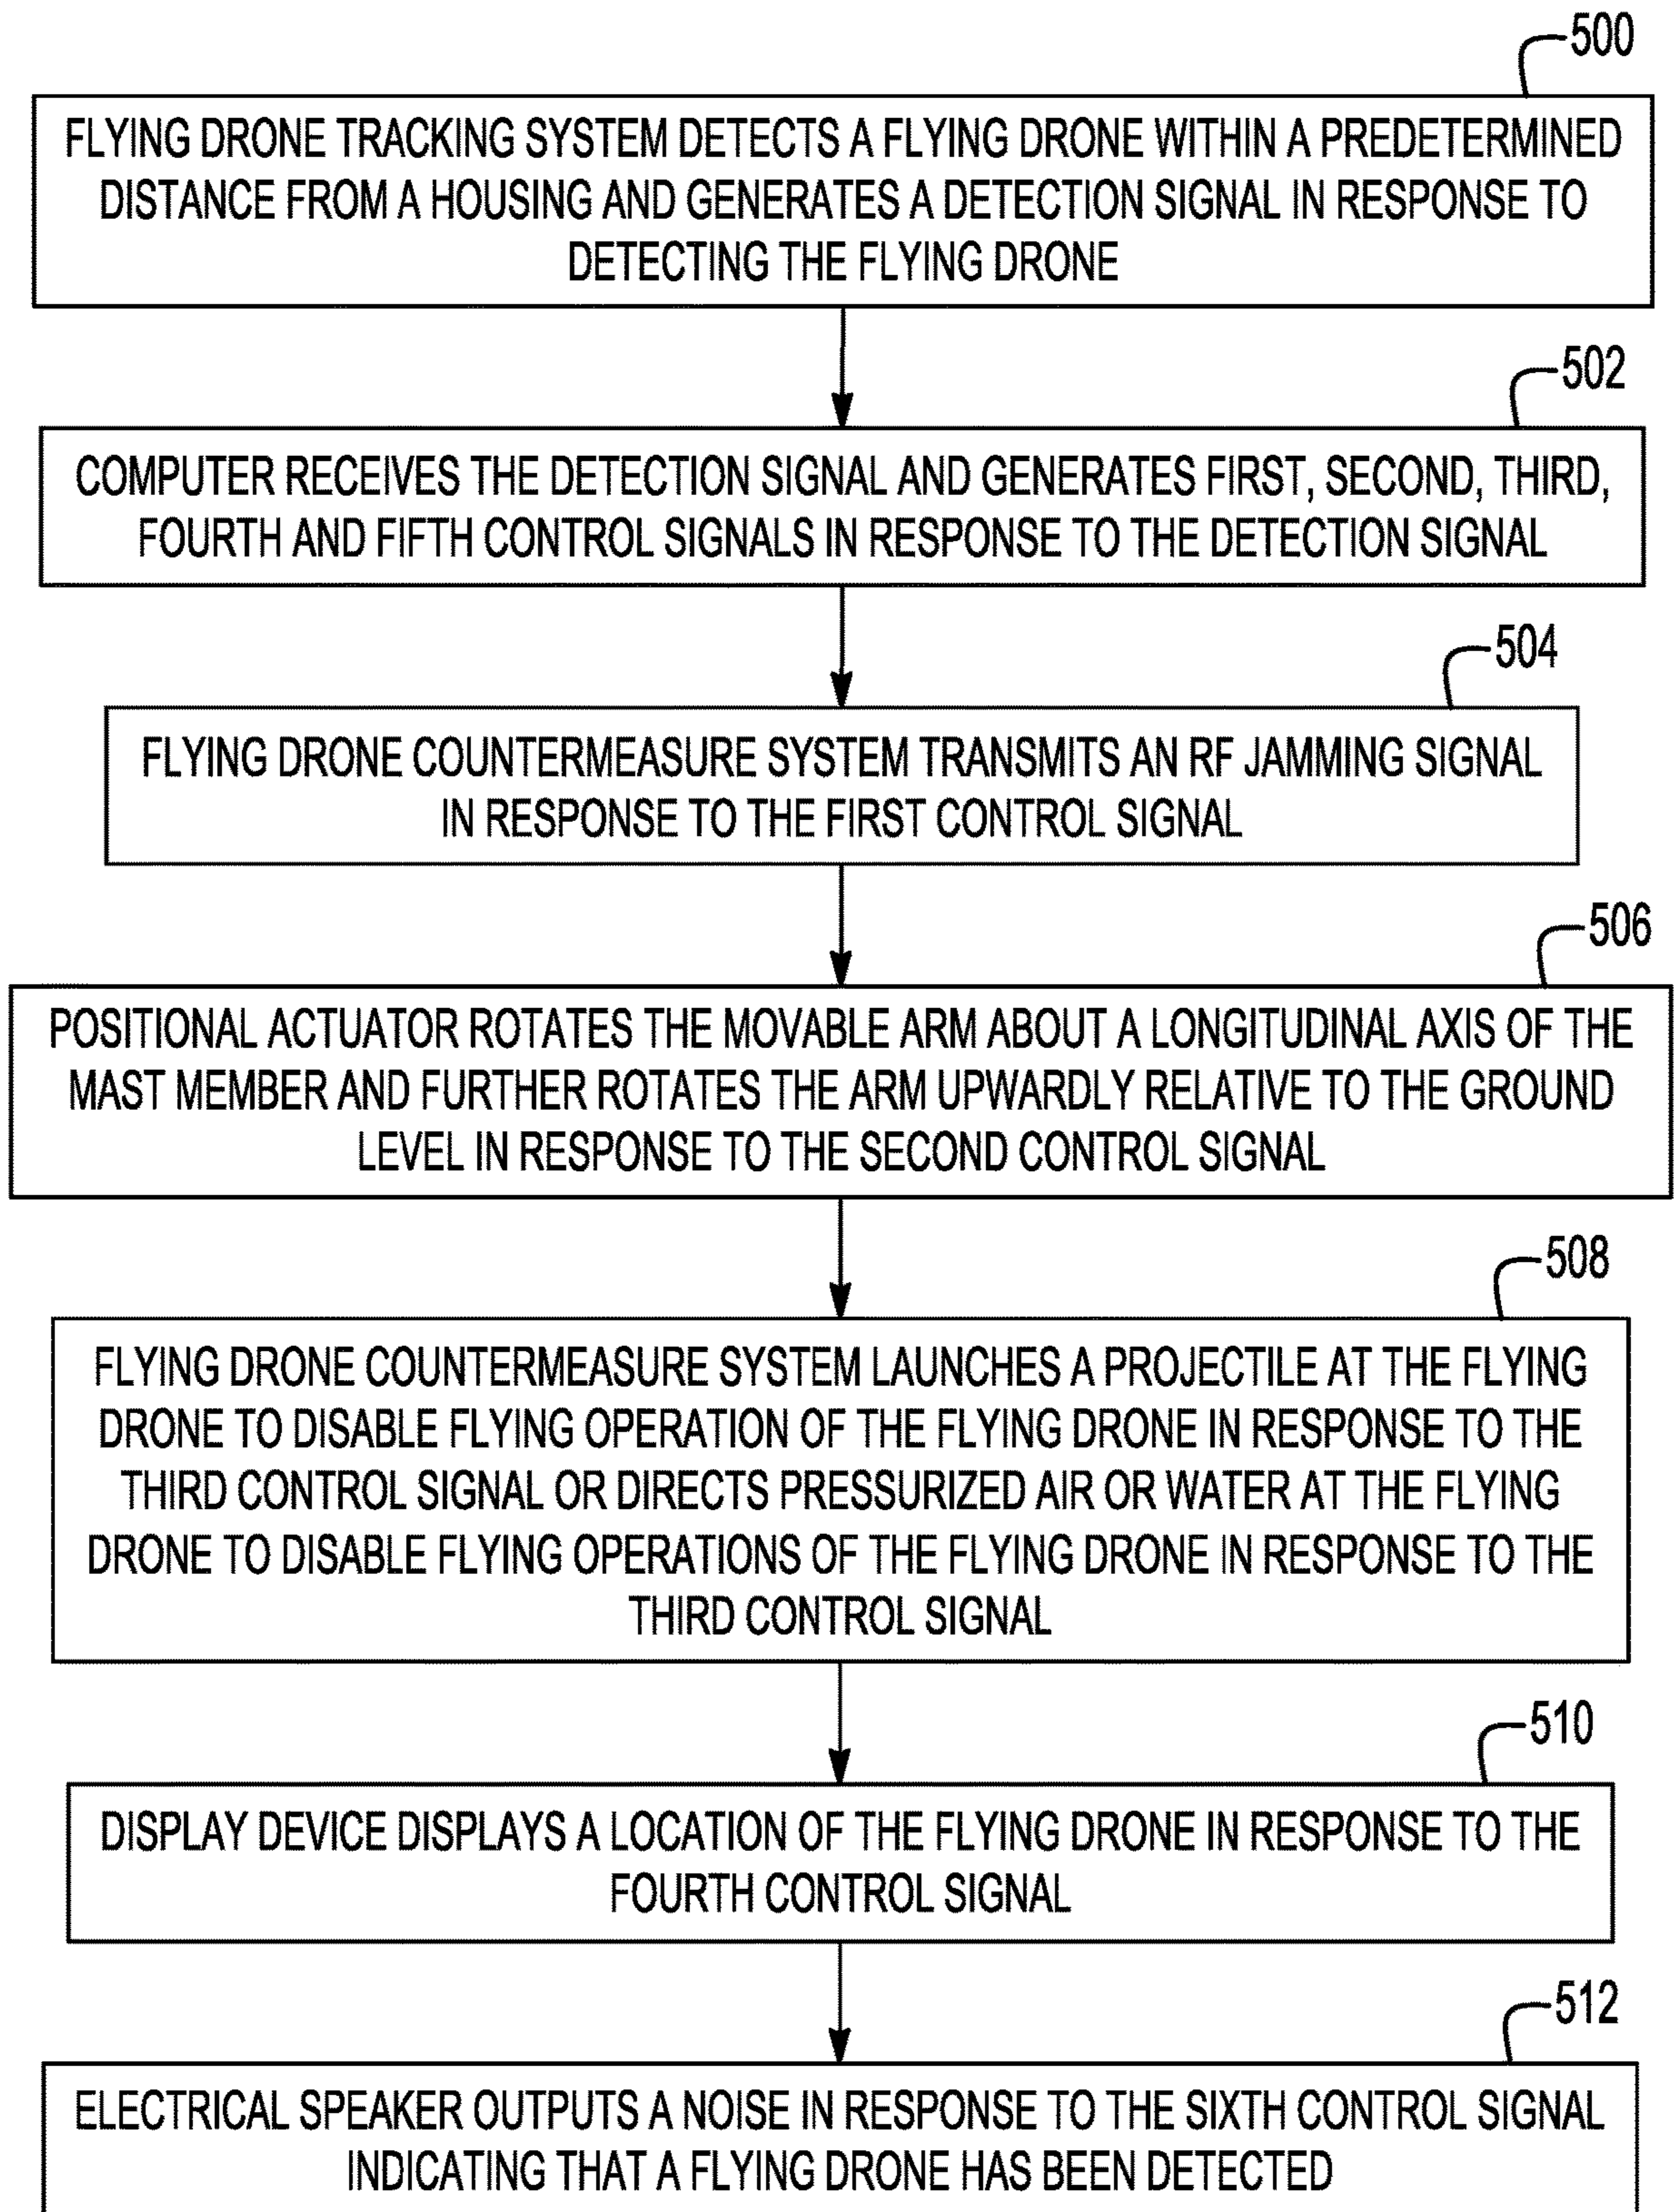 500
FLYING DRONE TRACKING SYSTEM DETECTS A FLYING DRONE WITHIN A PREDETERMINED
DISTANCE FROM A HOUSING AND GENERATES A DETECTION SIGNAL IN RESPONSE TO
DETECTING THE FLYING DRONE
502
COMPUTER RECEIVES THE DETECTION SIGNAL AND GENERATES FIRST, SECOND, THIRD,
FOURTH AND FIFTH CONTROL SIGNALS IN RESPONSE TO THE DETECTION SIGNAL
504
FLYING DRONE COUNTERMEASURE SYSTEM TRANSMITS AN RF JAMMING SIGNAL
IN RESPONSE TO THE FIRST CONTROL SIGNAL
506
POSITIONAL ACTUATOR ROTATES THE MOVABLE ARM ABOUT A LONGITUDINAL AXIS OF THE
MAST MEMBER AND FURTHER ROTATES THE ARM UPWARDLY RELATIVE TO THE GROUND
LEVEL IN RESPONSE TO THE SECOND CONTROL SIGNAL
508
FLYING DRONE COUNTERMEASURE SYSTEM LAUNCHES A PROJECTILE AT THE FLYING
DRONE TO DISABLE FLYING OPERATION OF THE FLYING DRONE IN RESPONSE TO THE
THIRD CONTROL SIGNAL OR DIRECTS PRESSURIZED AIR OR WATER AT THE FLYING
DRONE TO DISABLE FLYING OPERATIONS OF THE FLYING DRONE IN RESPONSE TO THE
THIRD CONTROL SIGNAL
510
DISPLAY DEVICE DISPLAYS A LOCATION OF THE FLYING DRONE IN RESPONSE TO THE
FOURTH CONTROL SIGNAL
512
ELECTRICAL SPEAKER OUTPUTS A NOISE IN RESPONSE TO THE SIXTH CONTROL SIGNAL
INDICATING THAT A FLYING DRONE HAS BEEN DETECTED